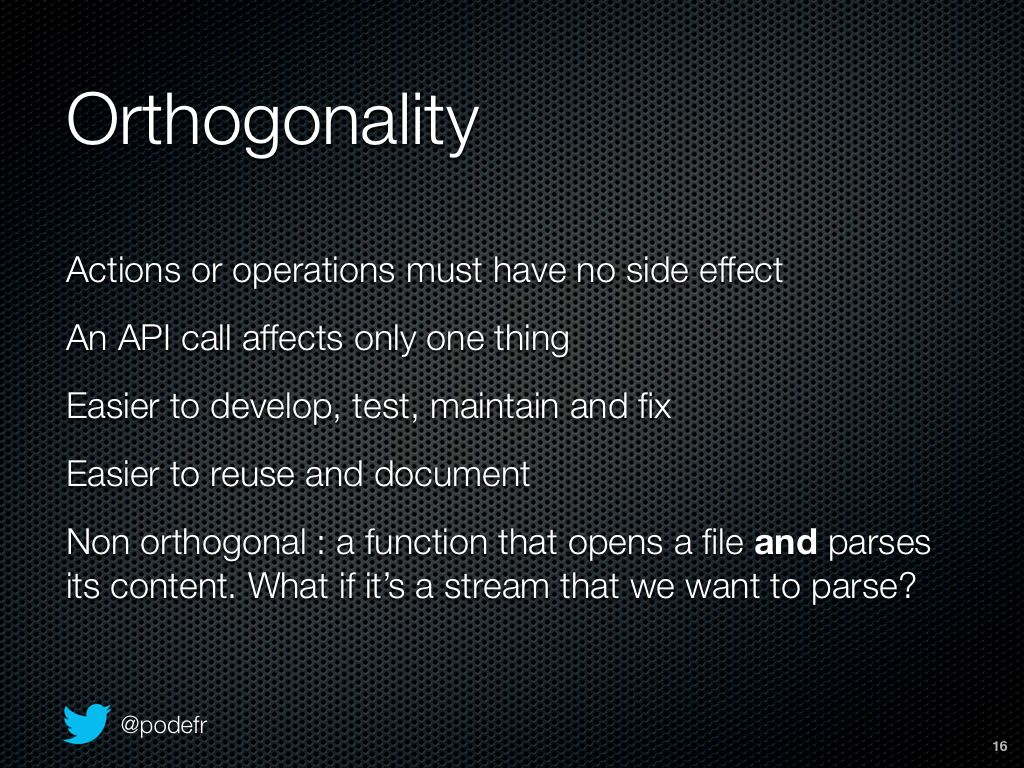 Orthogonality
Actions or operations must have no side effect
An API call affects only one thing
Easier to develop, test, maintain and fix
Easier to reuse and document
Non orthogonal : a function that opens a file and parses
its content. What if it’s a stream that we want to parse?
@podefr
16